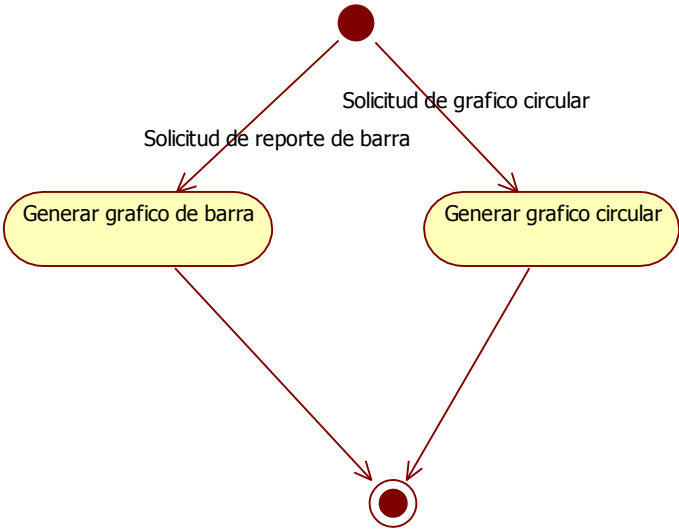 Solicitud de grafico circular
Solicitud de reporte de barra
Generar grafico de barra
Generar grafico circular